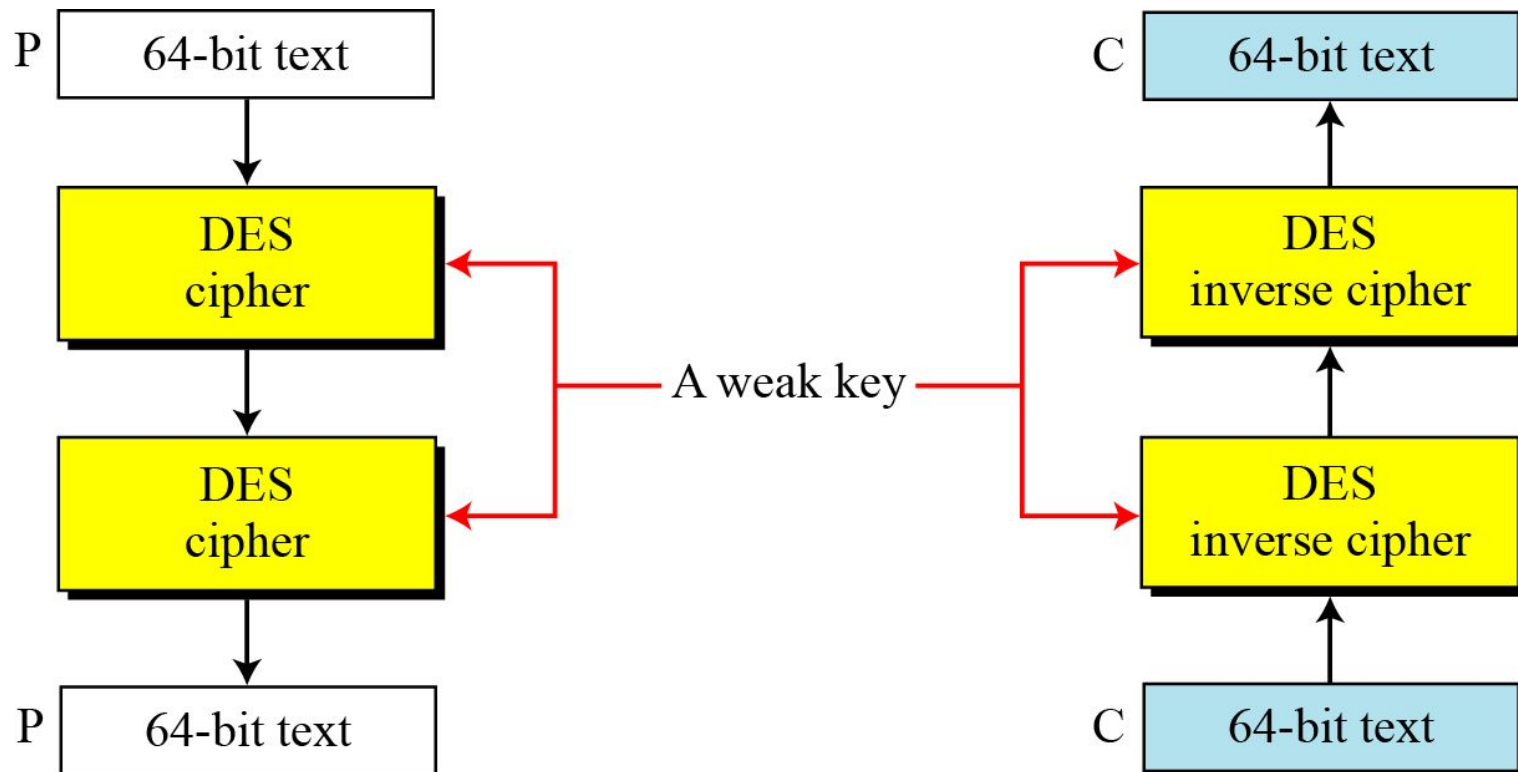 P
64-bit text
DES
cipher
DES
cipher
P
64-bit text
A weak key
C
64-bit text
DES
inverse cipher
DES
inverse cipher
C
64-bit text